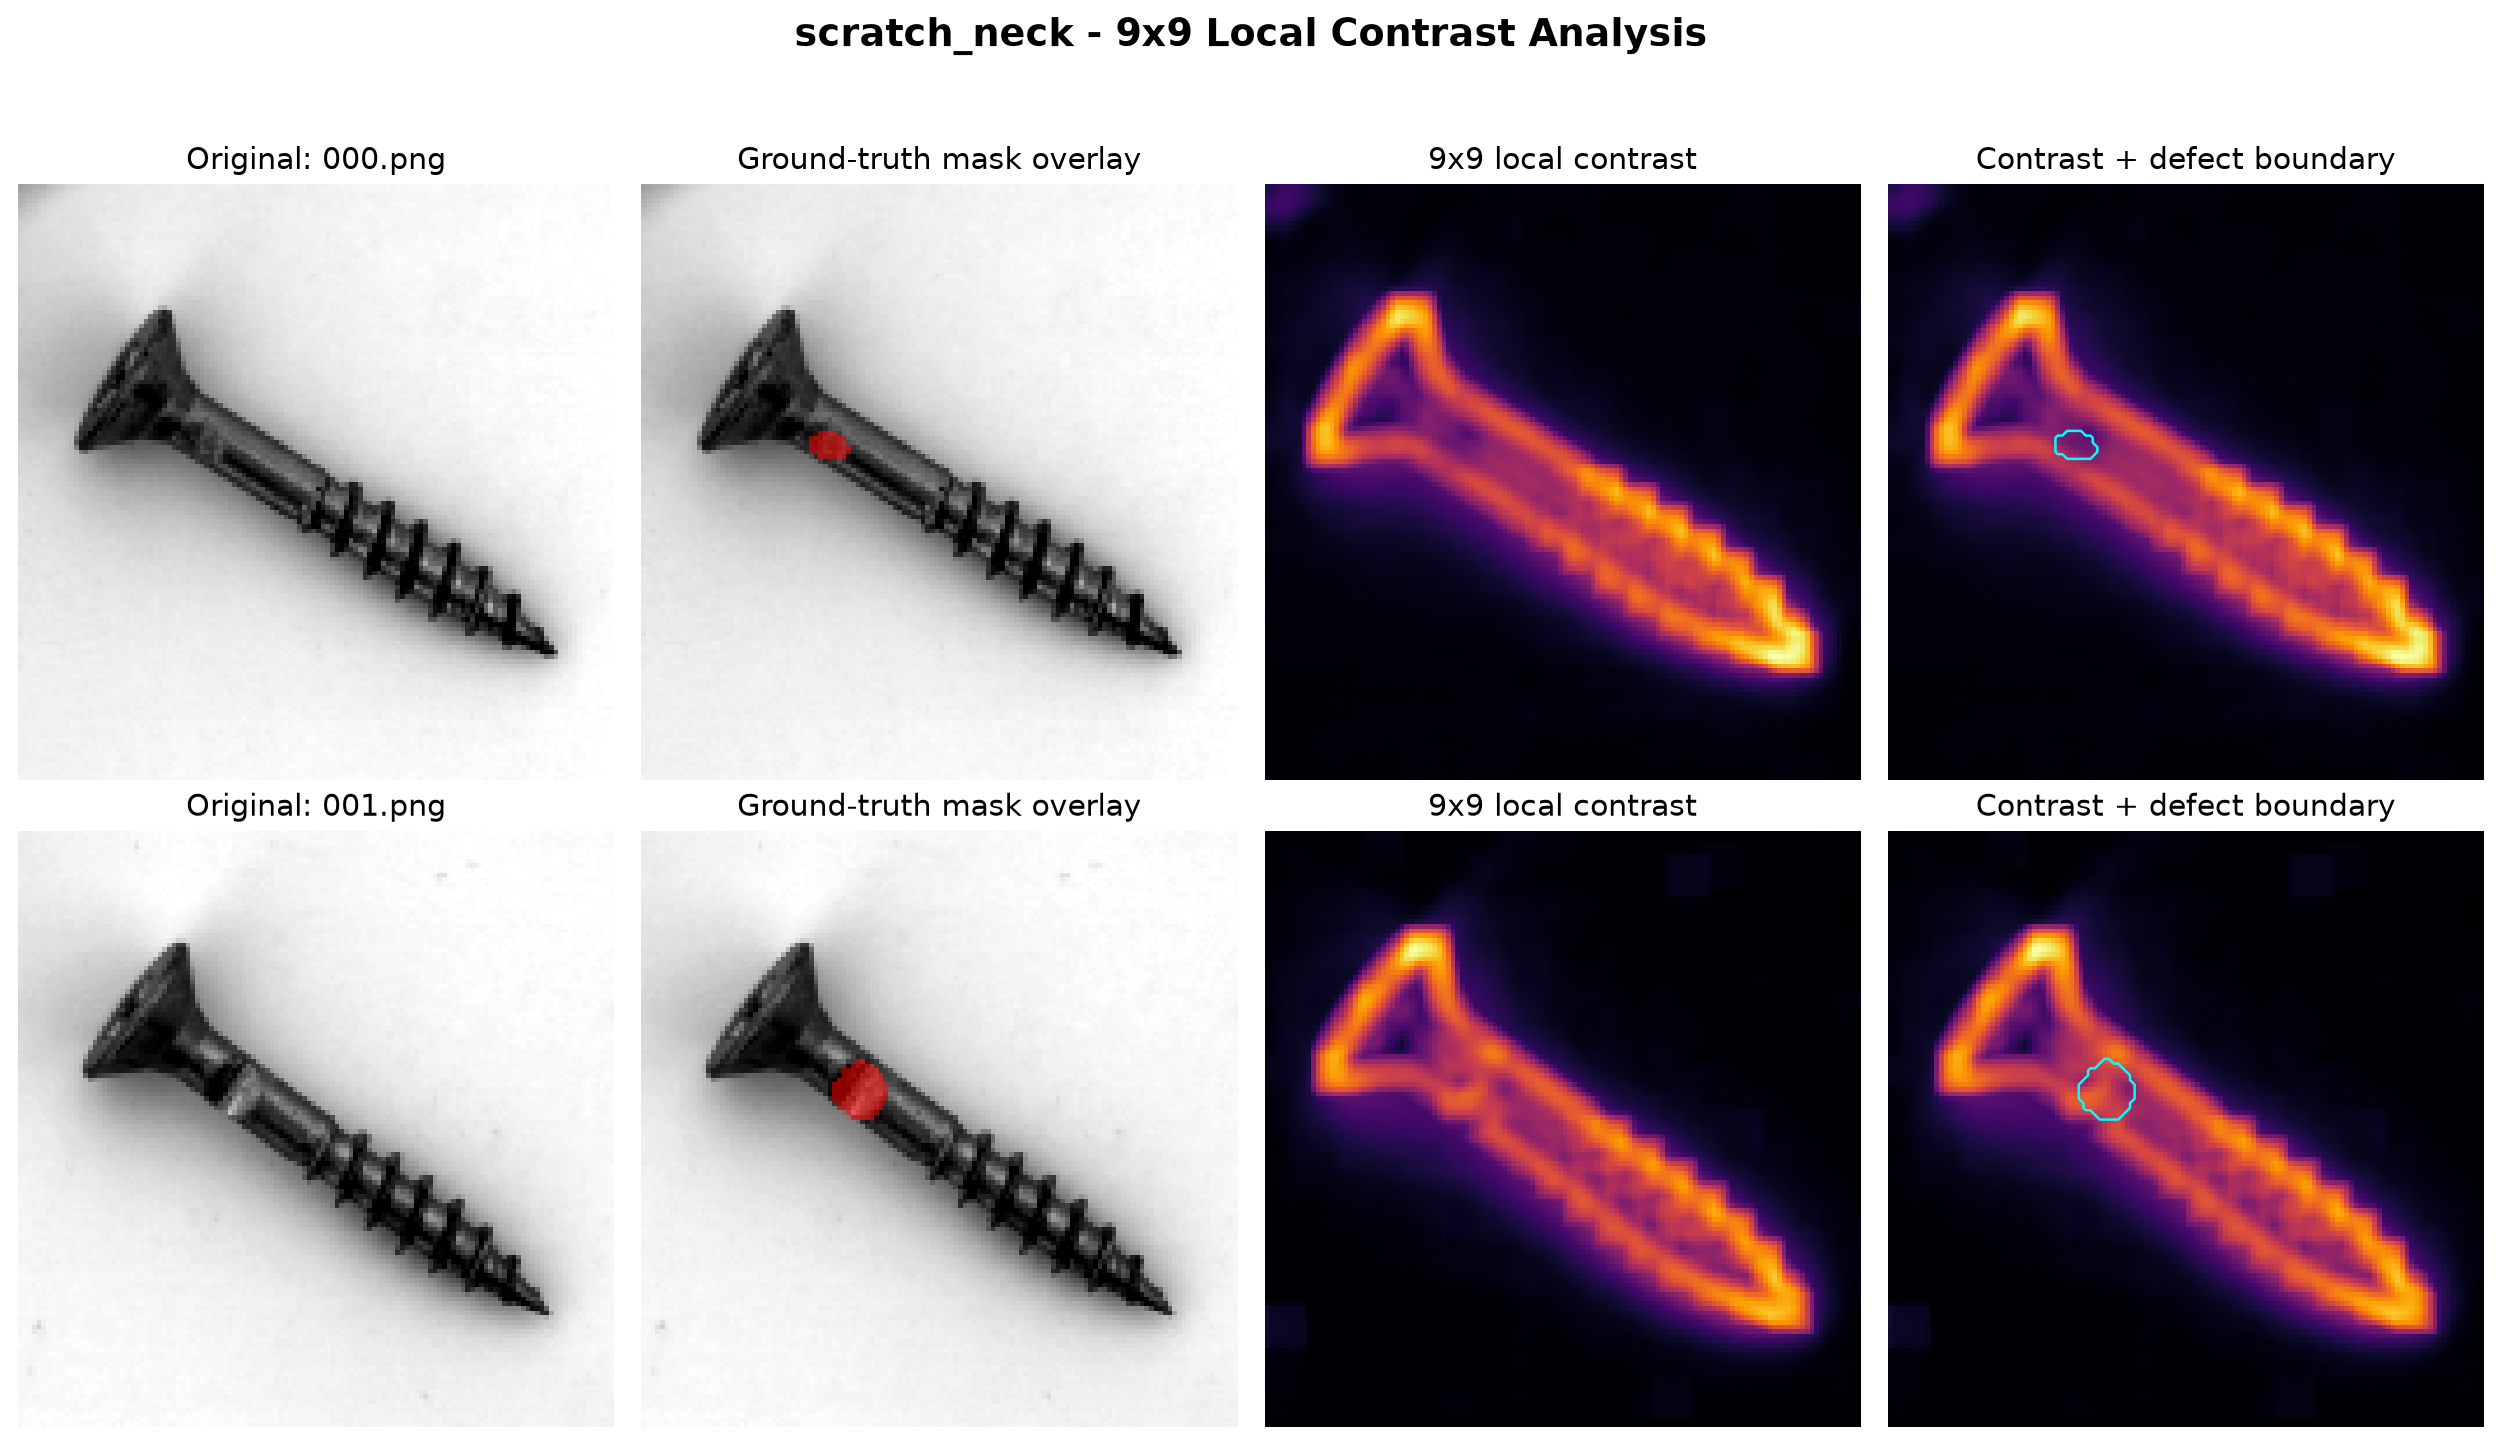 scratch_neck - 9x9 Local Contrast Analysis
Original: 000.png
Ground-truth mask overlay
9x9 local contrast
Contrast + defect boundary
Original: 001.png
Ground-truth mask overlay
9x9 local contrast
Contrast + defect boundary